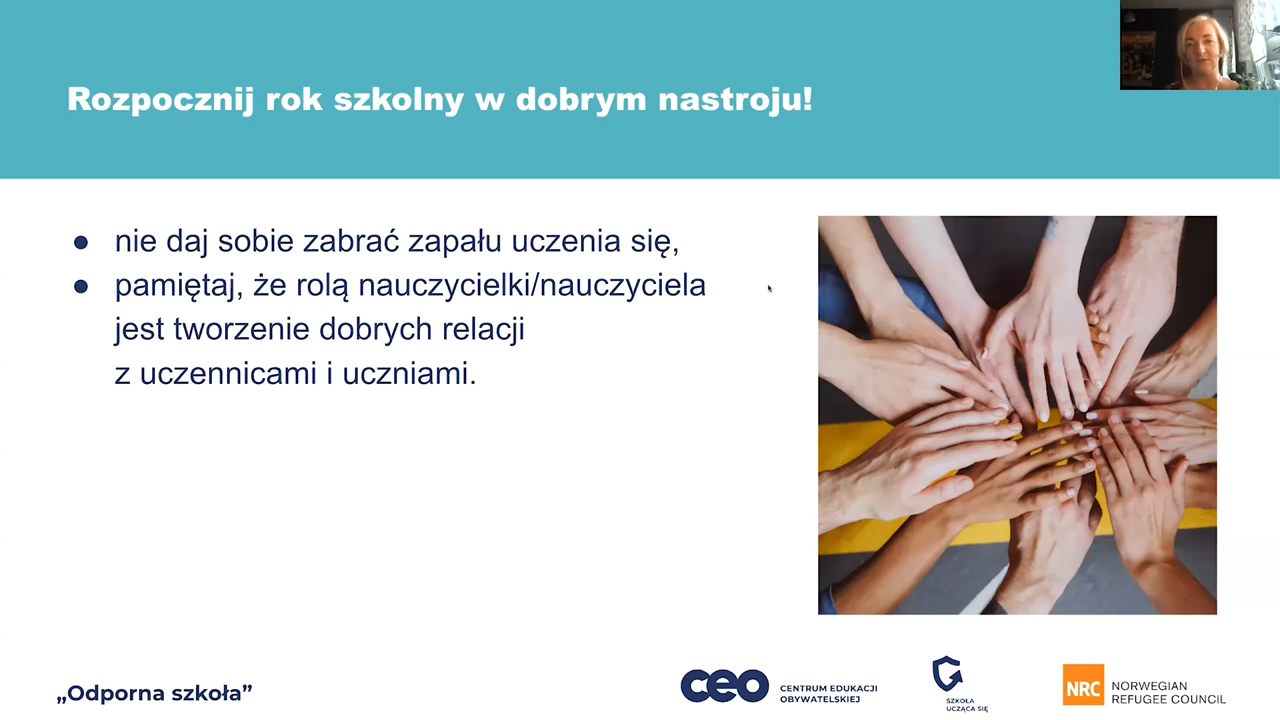 Rozpocznij rok szkolny w dobrym nastroju!
● nie daj sobie zabrać zapału uczenia się,
● pamiętaj, że rolą nauczycielki/nauczyciela
jest tworzenie dobrych relacji
z uczennicami i uczniami.
„Odporna szkoła”
ceo
CENTRUM EDUKACJI
OBYWATELSKIEJ
SZKOŁA
UCZĄCA SIĘ
NRC
NORWEGIAN
REFUGEE COUNCIL